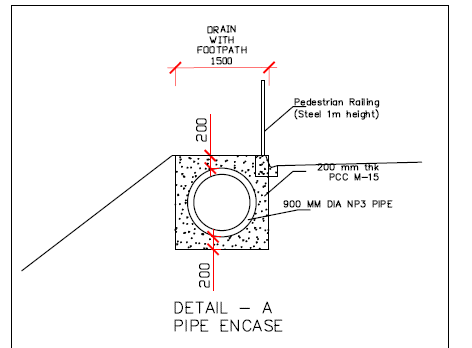 DRAIN
WITH
FOOTPATH
1500
200
Pedestrian Railing
(Steel 1m height)
200 mm thk
PCC M-15
900 MM DIA NP3 PIPE
200
DETAIL - A
PIPE ENCASE